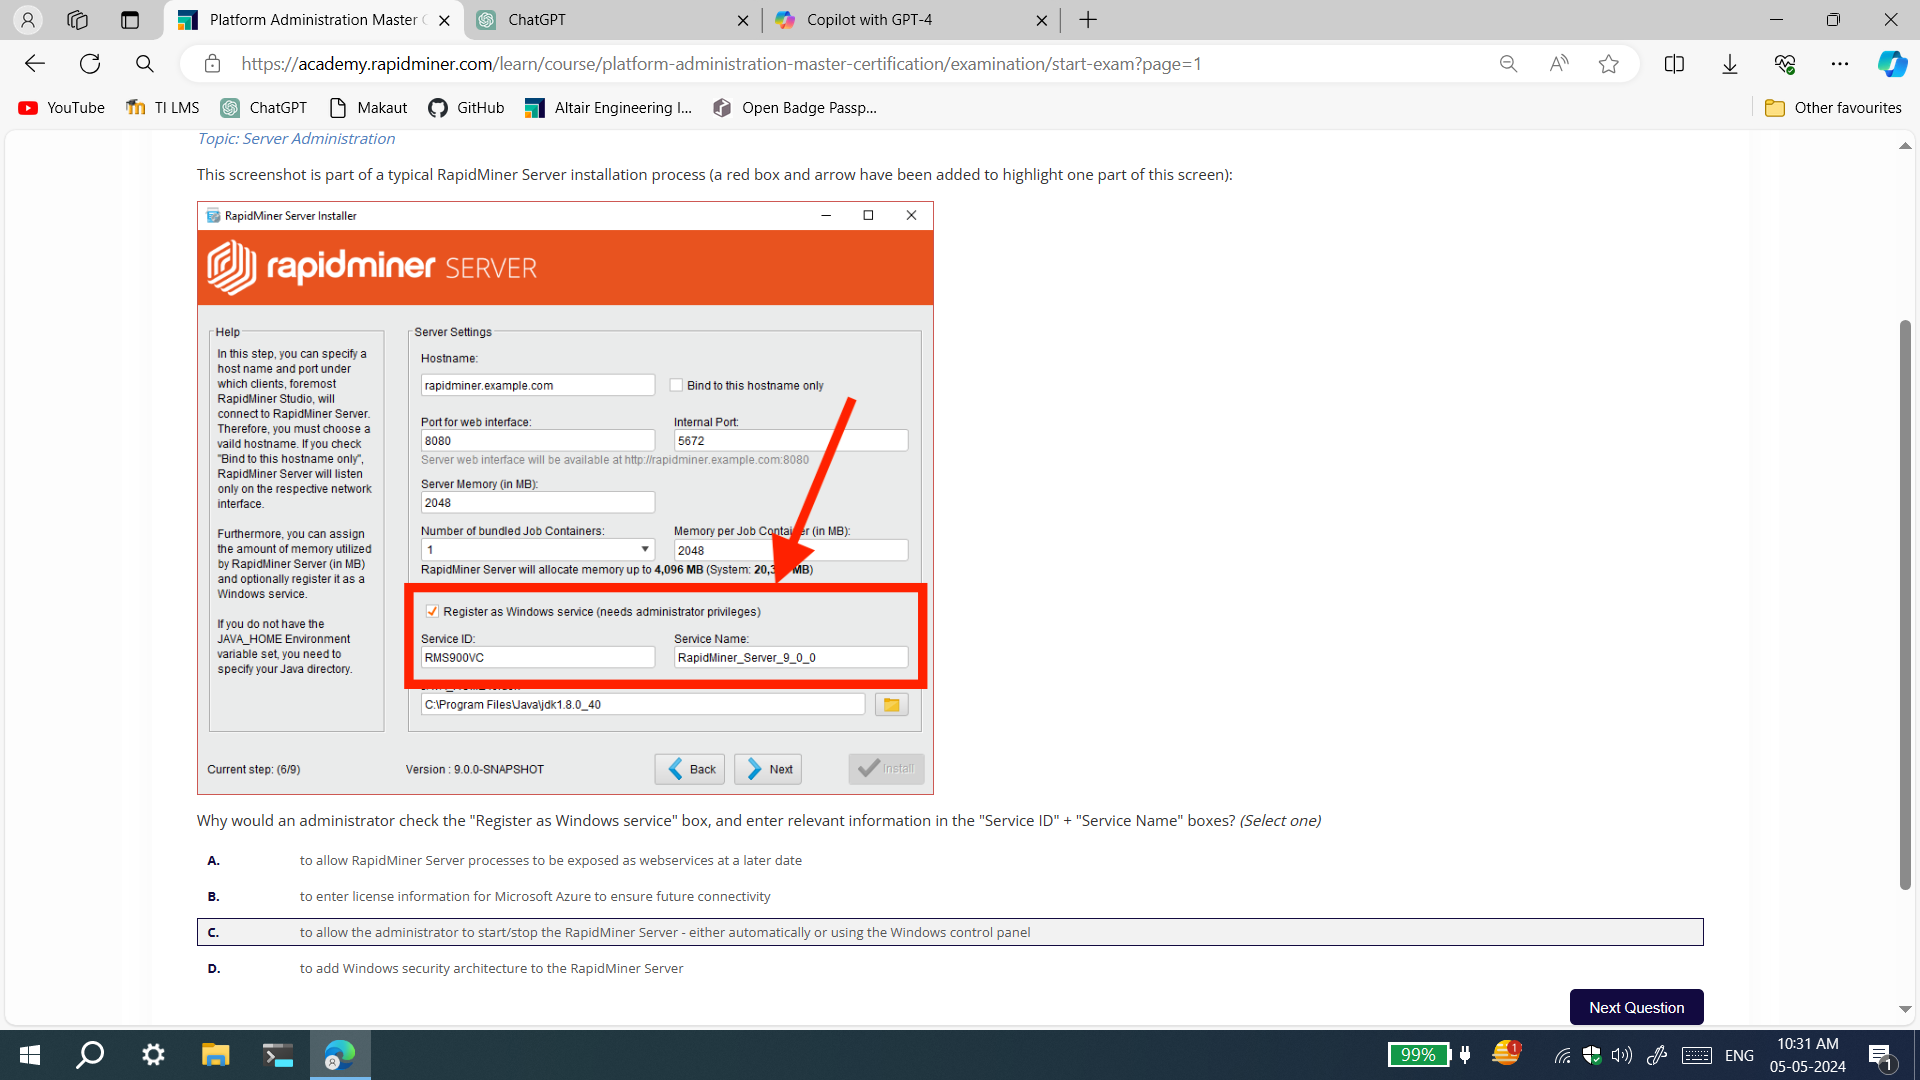 Platform Administration Master C
ChatGPT
Copilot with GPT-4
https://academy.rapidminer.com/learn/course/platform-administration-master-certification/examination/start-exam?page=1
YouTube
TI LMS
ChatGPT
Makaut
GitHub
Altair Engineering I...
Open Badge Passp...
Other favourites
Topic: Server Administration
This screenshot is part of a typical RapidMiner Server installation process (a red box and arrow have been added to highlight one part of this screen):
RapidMiner Server Installer
rapidminer SERVER
Help
In this step, you can specify a
host name and port under
which clients, foremost
RapidMiner Studio, will
connect to RapidMiner Server.
Therefore, you must choose a
vaild hostname. If you check
"Bind to this hostname only",
RapidMiner Server will listen
only on the respective network
interface.
Furthermore, you can assign
the amount of memory utilized
by RapidMiner Server (in MB)
and optionally register it as a
Windows service.
If you do not have the
JAVA_HOME Environment
variable set, you need to
specify your Java directory.
Server Settings
Hostname:
rapidminer.example.com
Bind to this hostname only
Port for web interface:
Internal Port:
8080
5672
Server web interface will be available at http://rapidminer.example.com:8080
Server Memory (in MB):
2048
Number of bundled Job Containers:
Memory per Job Container (in MB):
1
2048
RapidMiner Server will allocate memory up to 4,096 MB (System: 20,3 MB)
Register as Windows service (needs administrator privileges)
Service ID:
Service Name:
RMS900VC
RapidMiner_Server_9_0_0
C:\Program Files\Java\jdk1.8.0_40
Current step: (6/9)
Version : 9.0.0-SNAPSHOT
Back
Next
Install
Why would an administrator check the "Register as Windows service" box, and enter relevant information in the "Service ID" + "Service Name" boxes? (Select one)
A. to allow RapidMiner Server processes to be exposed as webservices at a later date
B. to enter license information for Microsoft Azure to ensure future connectivity
C. to allow the administrator to start/stop the RapidMiner Server - either automatically or using the Windows control panel
D. to add Windows security architecture to the RapidMiner Server
Next Question
99%
1
ENG
10:31 AM
05-05-2024
1